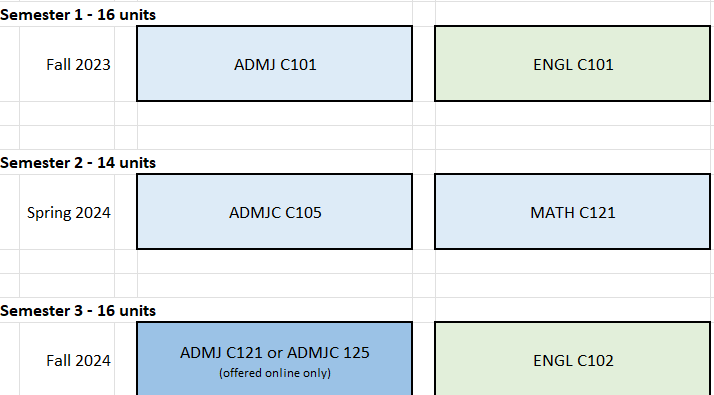 Semester 1 - 16 units
Fall 2023 ADMJ C101 ENGL C101
Semester 2 - 14 units
Spring 2024 ADMJC C105 MATH C121
Semester 3 - 16 units
Fall 2024 ADMJ C121 or ADMJC 125 ENGL C102
(offered online only)